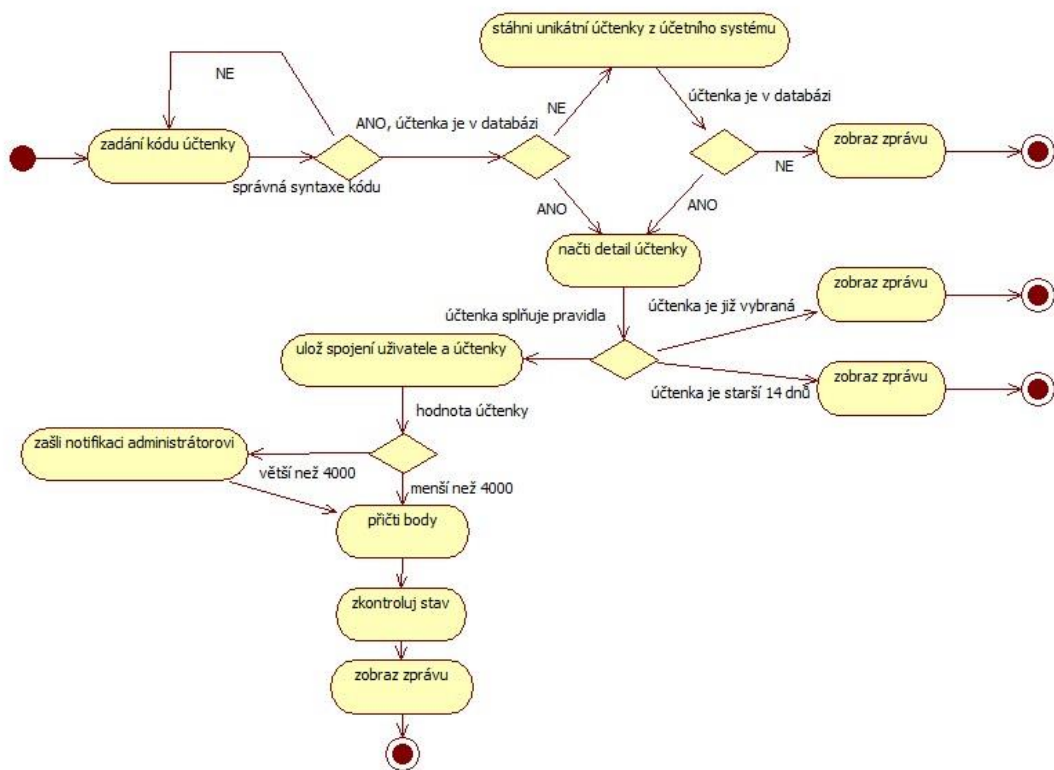 stáhni unikátní účtenky z účetního systému
NE
účtenka je v databázi
NE
ANO, účtenka je v databázi
zadání kódu účtenky
zobraz zprávu
NE
správná syntaxe kódu
ANO
ANO
načti detail účtenky
zobraz zprávu
účtenka je již vybraná
účtenka splňuje pravidla
ulož spojení uživatele a účtenky
zobraz zprávu
účtenka je starší 14 dnů
hodnota účtenky
zašli notifikaci administrátorovi
větší než 4000
menší než 4000
přičti body
zkontroluj stav
zobraz zprávu